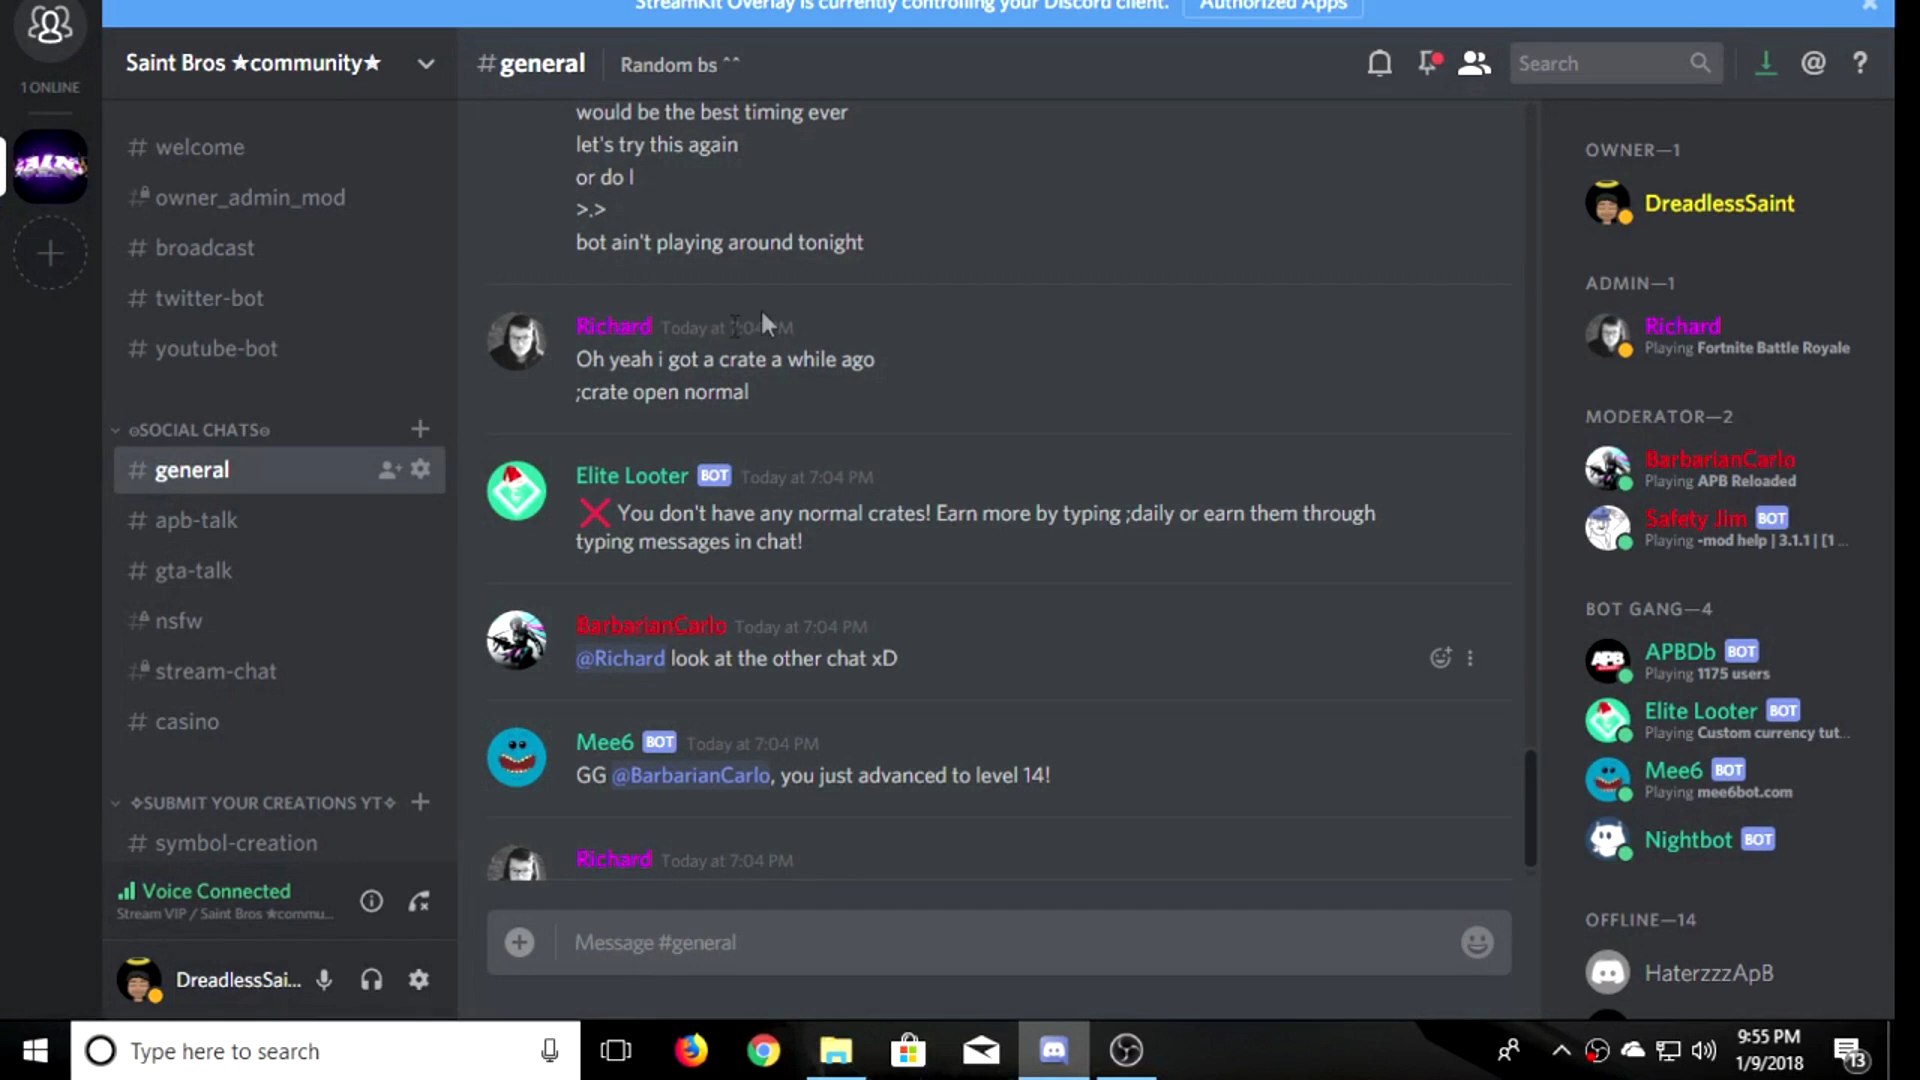 StreamKit Overlay is currently controlling your Discord client.
Authorized Apps
1 ONLINE
Saint Bros ★community★
# general
Random bs ^^
Search
# welcome
# owner_admin_mod
# broadcast
# twitter-bot
# youtube-bot
SOCIAL CHATS
# general
# apb-talk
# gta-talk
# nsfw
# stream-chat
# casino
✧SUBMIT YOUR CREATIONS YT✧
# symbol-creation
Voice Connected
Stream VIP / Saint Bros ★commu...
DreadlessSai...
would be the best timing ever
let's try this again
or do I
>.>
bot ain't playing around tonight
Richard Today at 7:04 PM
Oh yeah i got a crate a while ago
;crate open normal
Elite Looter BOT Today at 7:04 PM
❌ You don't have any normal crates! Earn more by typing ;daily or earn them through
typing messages in chat!
BarbarianCarlo Today at 7:04 PM
@Richard look at the other chat xD
Mee6 BOT Today at 7:04 PM
GG @BarbarianCarlo, you just advanced to level 14!
Richard Today at 7:04 PM
Message #general
OWNER—1
DreadlessSaint
ADMIN—1
Richard
Playing Fortnite Battle Royale
MODERATOR—2
BarbarianCarlo
Playing APB Reloaded
Safety Jim BOT
Playing -mod help | 3.1.1 | [1 ...
BOT GANG—4
APBDb BOT
Playing 1175 users
Elite Looter BOT
Playing Custom currency tut...
Mee6 BOT
Playing mee6bot.com
Nightbot BOT
OFFLINE—14
HaterzzzApB
Type here to search
9:55 PM
1/9/2018
13